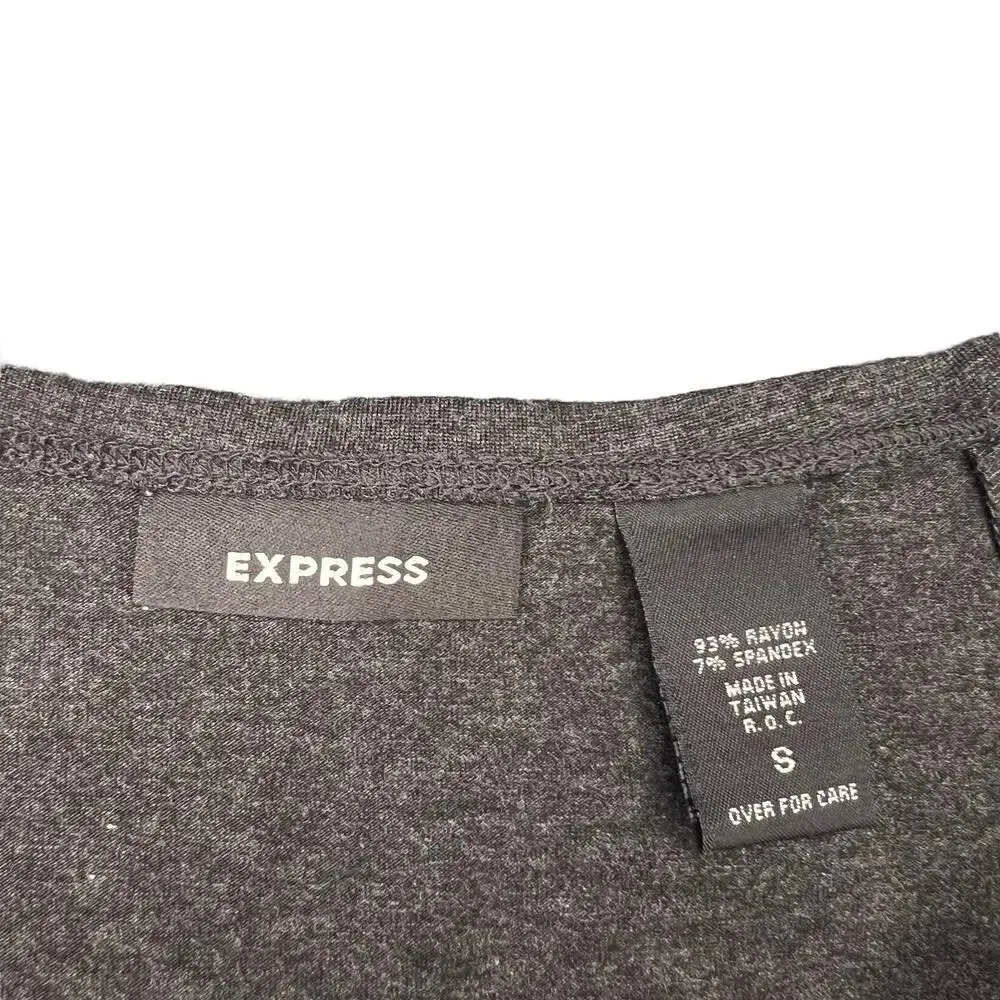 EXPRESS
93% RAYON
7% SPANDEX
MADE IN
TAIWAN
R.O.C.
S
OVER FOR CARE